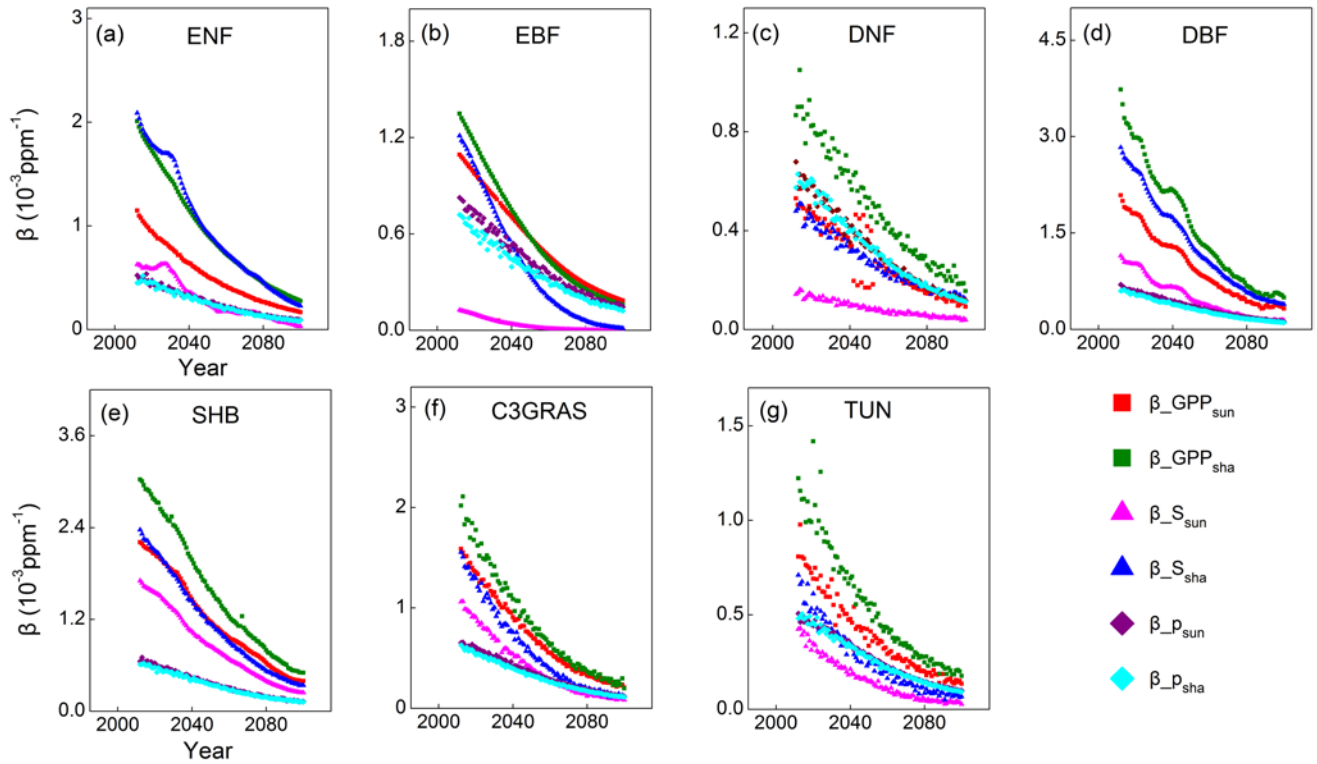 (a) ENF
3
2
1
0
2000 2040 2080
Year
β (10⁻³ppm⁻¹)
(b) EBF
1.8
1.2
0.6
0.0
2000 2040 2080
(c) DNF
1.2
0.8
0.4
0.0
2000 2040 2080
(d) DBF
4.5
3.0
1.5
0.0
2000 2040 2080
(e) SHB
3.6
2.4
1.2
0.0
2000 2040 2080
Year
β (10⁻³ppm⁻¹)
(f) C3GRAS
3
2
1
0
2000 2040 2080
(g) TUN
1.5
1.0
0.5
0.0
2000 2040 2080
β_GPPsun
β_GPPsha
β_Ssun
β_Ssha
β_psun
β_psha